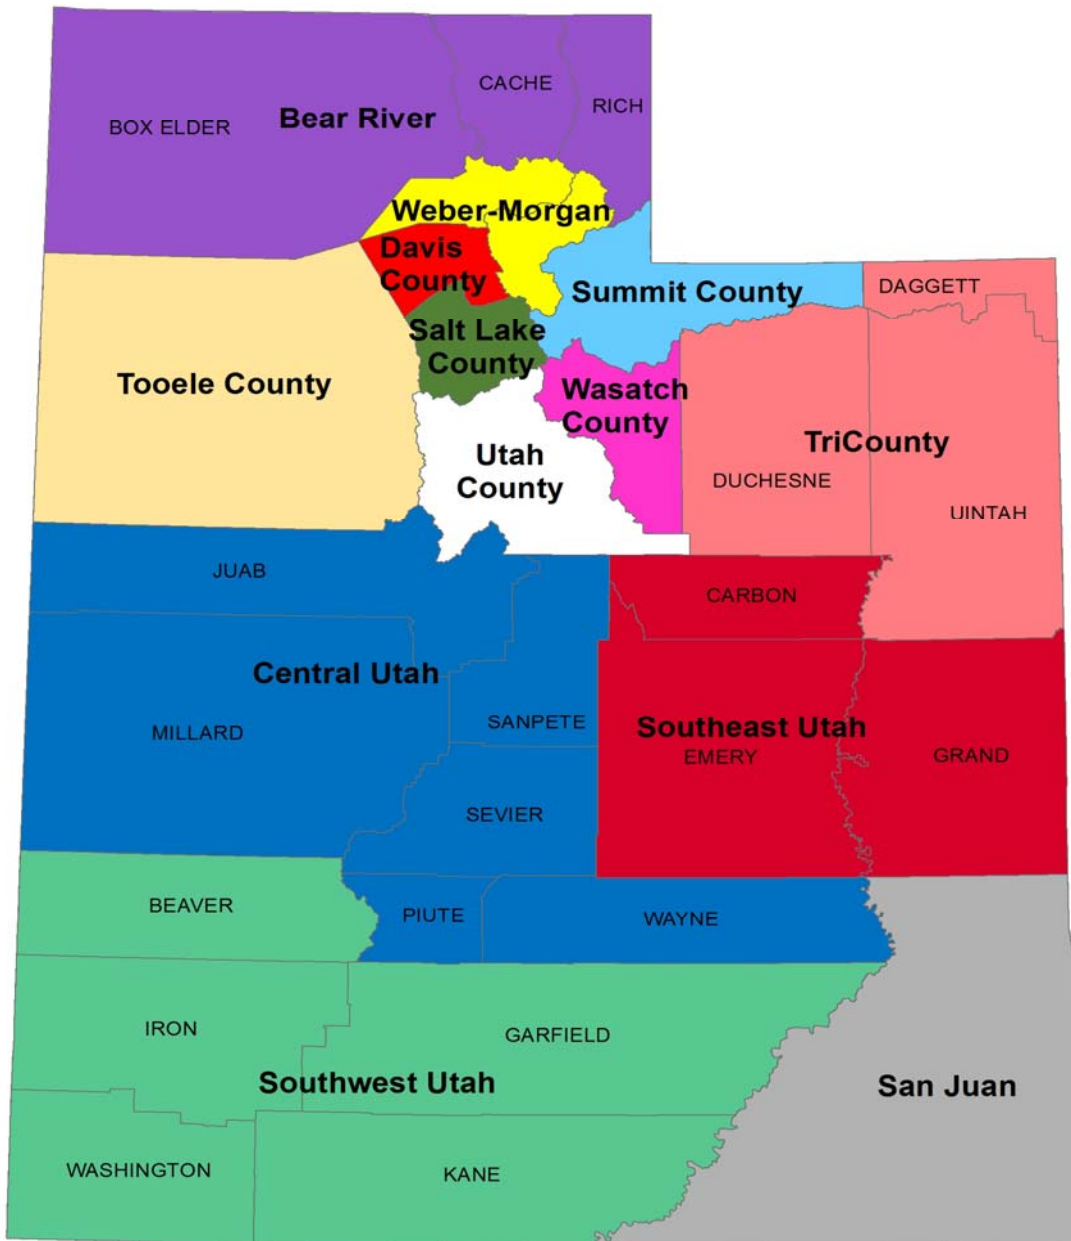 CACHE
RICH
BOX ELDER
Bear River
Weber-Morgan
Davis
County
Summit County
DAGGETT
Salt Lake
County
Tooele County
Wasatch
County
Utah
County
TriCounty
DUCHESNE
UINTAH
JUAB
CARBON
Central Utah
MILLARD
SANPETE
Southeast Utah
EMERY
GRAND
SEVIER
BEAVER
PIUTE
WAYNE
IRON
GARFIELD
Southwest Utah
San Juan
WASHINGTON
KANE